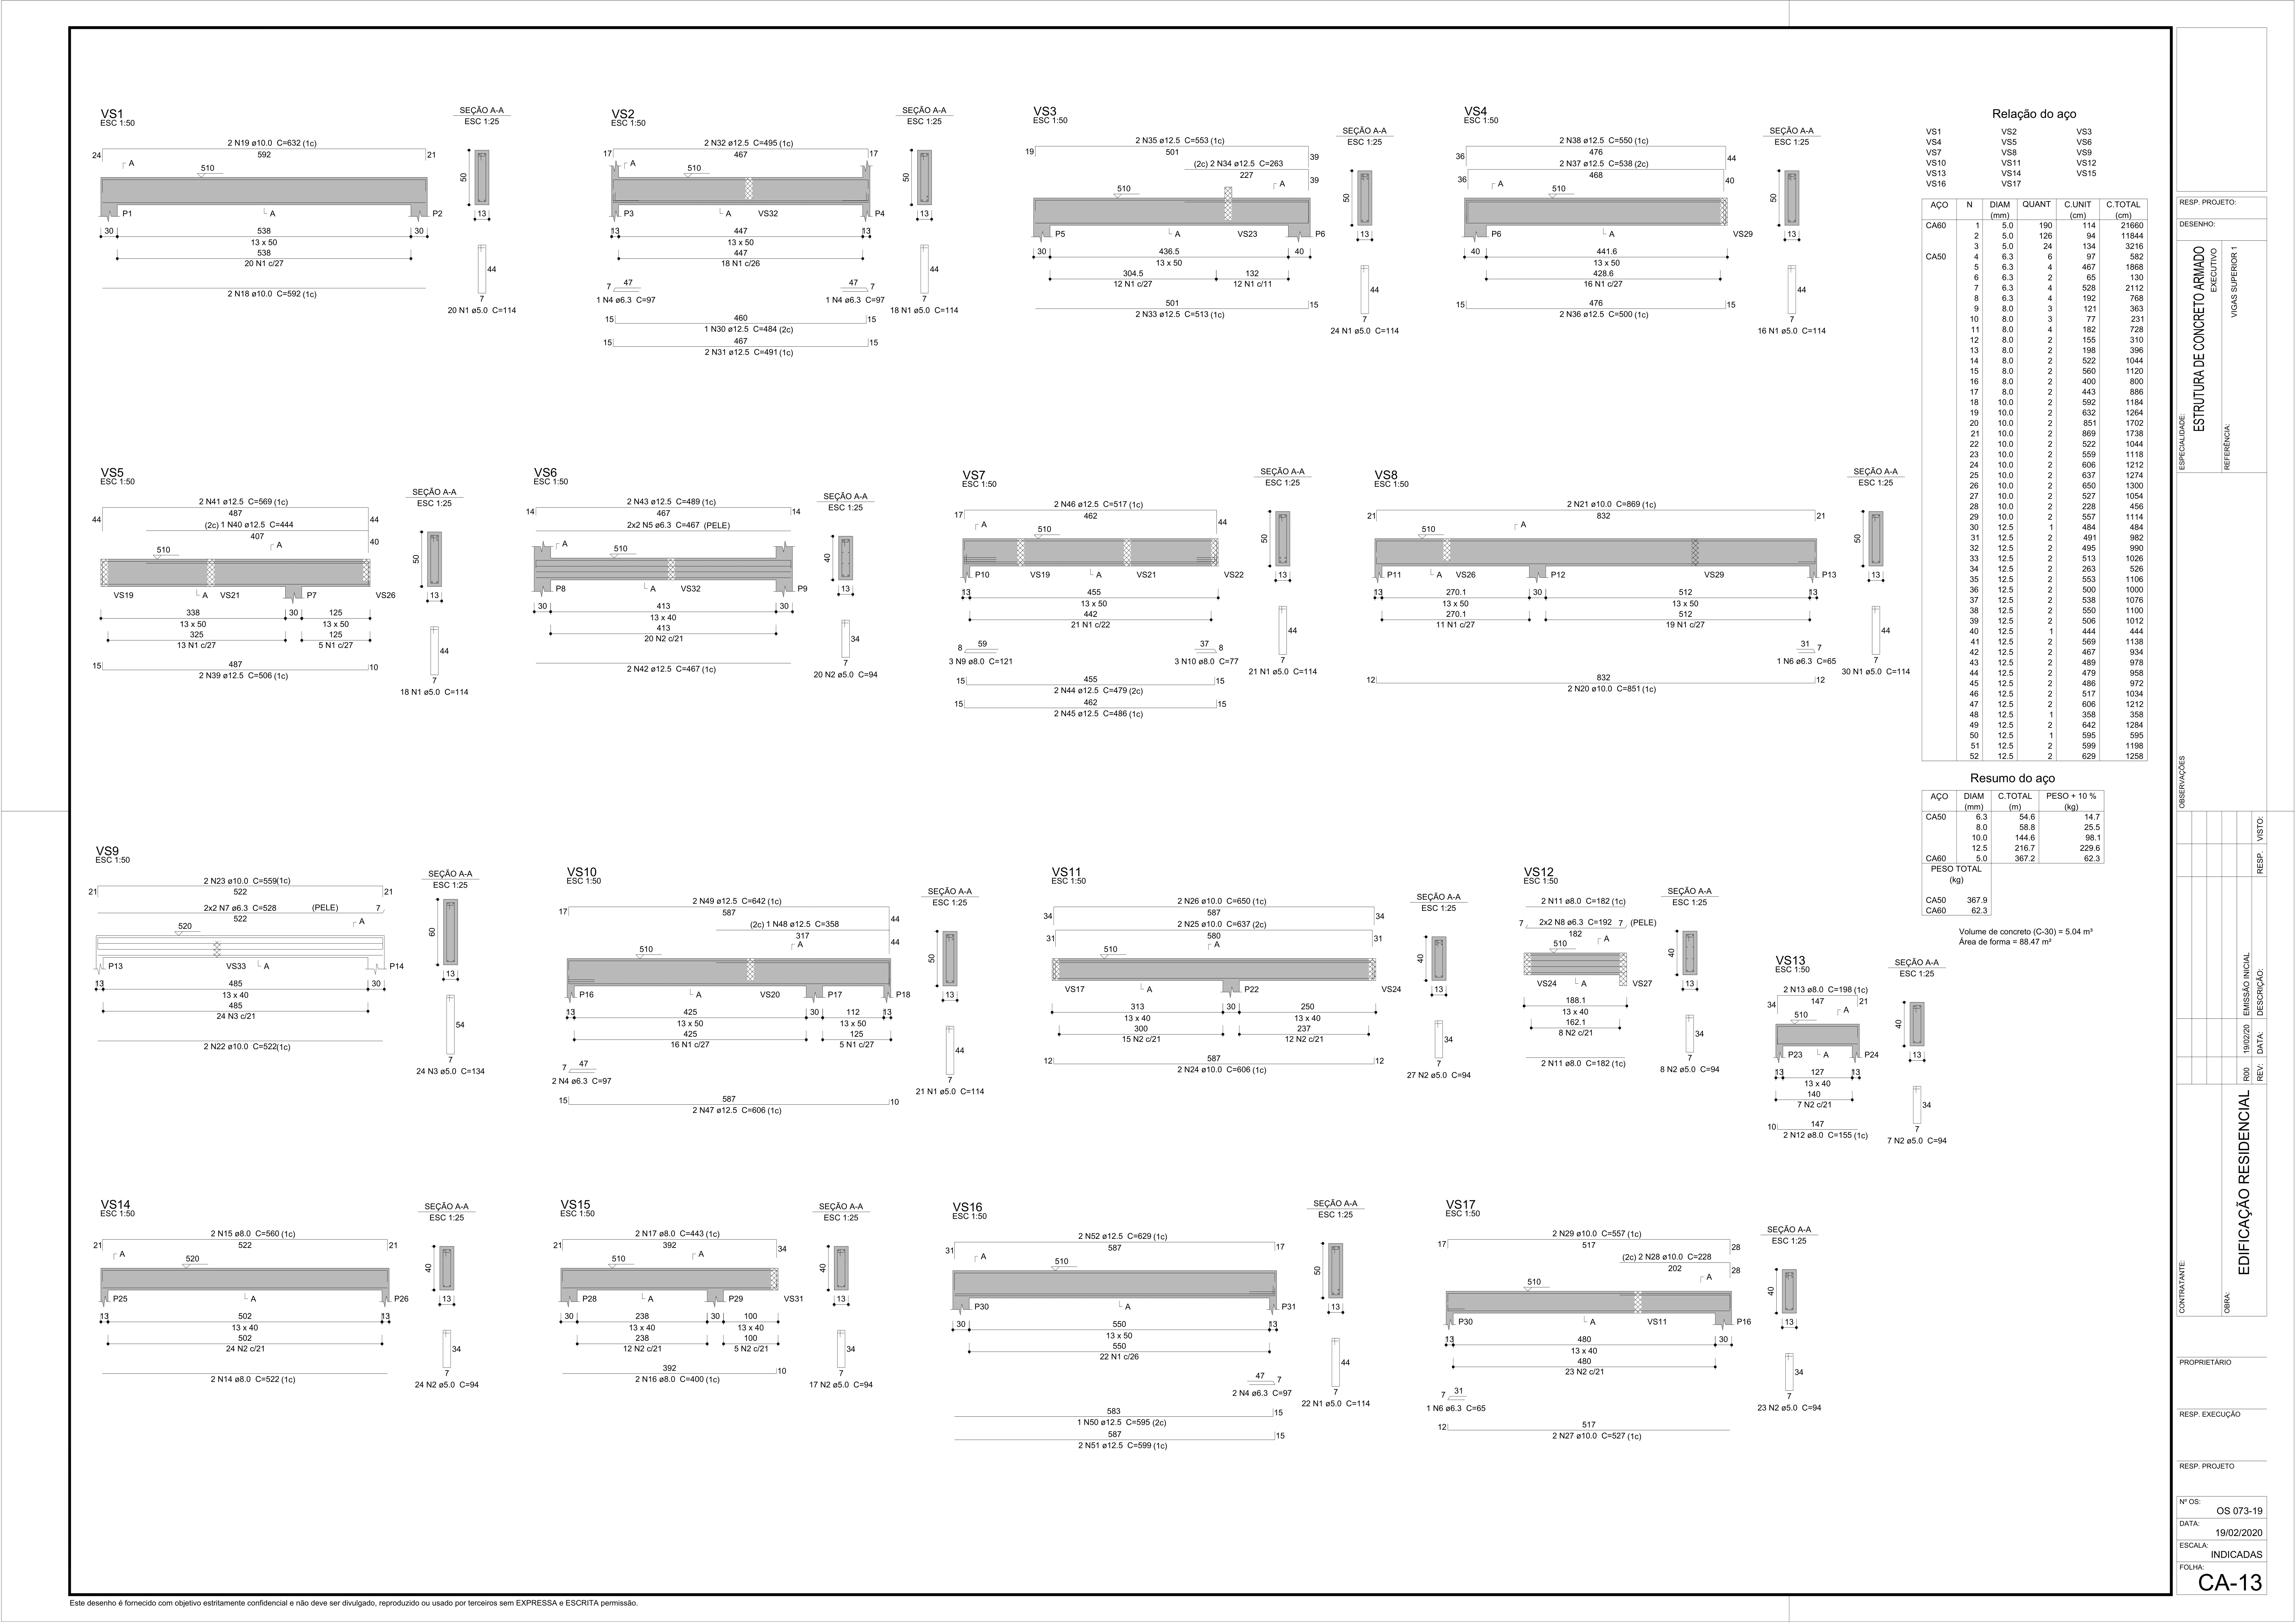 VS1
ESC 1:50
SEÇÃO A-A
ESC 1:25
2 N19 ø10.0 C=632 (1c)
24 592 21
A
510
50
P1 A P2
13
30 538 30
13 x 50
538
20 N1 c/27
44
2 N18 ø10.0 C=592 (1c)
7
20 N1 ø5.0 C=114
VS2
ESC 1:50
SEÇÃO A-A
ESC 1:25
2 N32 ø12.5 C=495 (1c)
17 467 17
A
510
50
P3 A VS32 P4
13
13 447 13
13 x 50
447
18 N1 c/26
44
7 47 47 7
1 N4 ø6.3 C=97 1 N4 ø6.3 C=97
7
18 N1 ø5.0 C=114
15 460 15
1 N30 ø12.5 C=484 (2c)
15 467 15
2 N31 ø12.5 C=491 (1c)
VS3
ESC 1:50
SEÇÃO A-A
ESC 1:25
2 N35 ø12.5 C=553 (1c)
19 501 39
(2c) 2 N34 ø12.5 C=263
227 39
A
510
50
P5 A VS23 P6
13
30 436.5 40
13 x 50
304.5 132
12 N1 c/27 12 N1 c/11
44
501 15
2 N33 ø12.5 C=513 (1c)
7
24 N1 ø5.0 C=114
VS4
ESC 1:50
SEÇÃO A-A
ESC 1:25
2 N38 ø12.5 C=550 (1c)
36 476 44
2 N37 ø12.5 C=538 (2c)
36 468 40
A
510
50
P6 A VS29
13
40 441.6
13 x 50
428.6
16 N1 c/27
44
15 476 15
2 N36 ø12.5 C=500 (1c)
7
16 N1 ø5.0 C=114
VS5
ESC 1:50
SEÇÃO A-A
ESC 1:25
2 N41 ø12.5 C=569 (1c)
44 487 44
(2c) 1 N40 ø12.5 C=444
407 40
A
510
50
VS19 A VS21 P7 VS26
13
338 30 125
13 x 50 13 x 50
325 125
13 N1 c/27 5 N1 c/27
44
15 487 10
2 N39 ø12.5 C=506 (1c)
7
18 N1 ø5.0 C=114
VS6
ESC 1:50
SEÇÃO A-A
ESC 1:25
2 N43 ø12.5 C=489 (1c)
14 467 14
2x2 N5 ø6.3 C=467 (PELE)
A
510
40
P8 A VS32 P9
13
30 413 30
13 x 40
413
20 N2 c/21
34
2 N42 ø12.5 C=467 (1c)
7
20 N2 ø5.0 C=94
VS7
ESC 1:50
SEÇÃO A-A
ESC 1:25
2 N46 ø12.5 C=517 (1c)
17 462 44
A
510
50
P10 VS19 A VS21 VS22
13
13 455
13 x 50
442
21 N1 c/22
44
8 59 37 8
3 N9 ø8.0 C=121 3 N10 ø8.0 C=77
7
21 N1 ø5.0 C=114
15 455 15
2 N44 ø12.5 C=479 (2c)
15 462 15
2 N45 ø12.5 C=486 (1c)
VS8
ESC 1:50
SEÇÃO A-A
ESC 1:25
2 N21 ø10.0 C=869 (1c)
21 832 21
A
510
50
P11 A VS26 P12 VS29 P13
13
13 270.1 30 512 13
13 x 50 13 x 50
270.1 512
11 N1 c/27 19 N1 c/27
44
31 7
1 N6 ø6.3 C=65
7
30 N1 ø5.0 C=114
12 832 12
2 N20 ø10.0 C=851 (1c)
VS9
ESC 1:50
SEÇÃO A-A
ESC 1:25
2 N23 ø10.0 C=559(1c)
21 522 21
2x2 N7 ø6.3 C=528 (PELE) 7
522
A
520
60
P13 VS33 A P14
13
13 485 30
13 x 40
485
24 N3 c/21
54
2 N22 ø10.0 C=522(1c)
7
24 N3 ø5.0 C=134
VS10
ESC 1:50
SEÇÃO A-A
ESC 1:25
2 N49 ø12.5 C=642 (1c)
17 587 44
(2c) 1 N48 ø12.5 C=358
317 44
A
510
50
P16 A VS20 P17 P18
13
13 425 30 112 13
13 x 50 13 x 50
425 125
16 N1 c/27 5 N1 c/27
44
7 47
2 N4 ø6.3 C=97
7
21 N1 ø5.0 C=114
15 587 10
2 N47 ø12.5 C=606 (1c)
VS11
ESC 1:50
SEÇÃO A-A
ESC 1:25
2 N26 ø10.0 C=650 (1c)
34 587 34
2 N25 ø10.0 C=637 (2c)
31 580 31
A
510
40
VS17 A P22 VS24
13
313 30 250
13 x 40 13 x 40
300 237
15 N2 c/21 12 N2 c/21
34
12 587 12
2 N24 ø10.0 C=606 (1c)
7
27 N2 ø5.0 C=94
VS12
ESC 1:50
SEÇÃO A-A
ESC 1:25
2 N11 ø8.0 C=182 (1c)
7 2x2 N8 ø6.3 C=192 7 (PELE)
182
A
510
40
VS24 A VS27
13
188.1
13 x 40
162.1
8 N2 c/21
34
2 N11 ø8.0 C=182 (1c)
7
8 N2 ø5.0 C=94
VS13
ESC 1:50
SEÇÃO A-A
ESC 1:25
2 N13 ø8.0 C=198 (1c)
34 147 21
A
510
40
P23 A P24
13
13 127 13
13 x 40
140
7 N2 c/21
34
10 147
2 N12 ø8.0 C=155 (1c)
7
7 N2 ø5.0 C=94
VS14
ESC 1:50
SEÇÃO A-A
ESC 1:25
2 N15 ø8.0 C=560 (1c)
21 522 21
A
520
40
P25 A P26
13
13 502 13
13 x 40
502
24 N2 c/21
34
2 N14 ø8.0 C=522 (1c)
7
24 N2 ø5.0 C=94
VS15
ESC 1:50
SEÇÃO A-A
ESC 1:25
2 N17 ø8.0 C=443 (1c)
21 392 34
A
510
40
P28 A P29 VS31
13
30 238 30 100
13 x 40 13 x 40
238 100
12 N2 c/21 5 N2 c/21
34
392 10
2 N16 ø8.0 C=400 (1c)
7
17 N2 ø5.0 C=94
VS16
ESC 1:50
SEÇÃO A-A
ESC 1:25
2 N52 ø12.5 C=629 (1c)
31 587 17
A
510
50
P30 A P31
13
30 550 13
13 x 50
550
22 N1 c/26
44
47 7
2 N4 ø6.3 C=97
7
22 N1 ø5.0 C=114
583 15
1 N50 ø12.5 C=595 (2c)
587 15
2 N51 ø12.5 C=599 (1c)
VS17
ESC 1:50
SEÇÃO A-A
ESC 1:25
2 N29 ø10.0 C=557 (1c)
17 517 28
(2c) 2 N28 ø10.0 C=228
202 28
A
510
40
P30 A VS11 P16
13
13 480 30
13 x 40
480
23 N2 c/21
34
7 31
1 N6 ø6.3 C=65
7
23 N2 ø5.0 C=94
12 517
2 N27 ø10.0 C=527 (1c)
Relação do aço
VS1 VS2 VS3
VS4 VS5 VS6
VS7 VS8 VS9
VS10 VS11 VS12
VS13 VS14 VS15
VS16 VS17
AÇO N DIAM QUANT C.UNIT C.TOTAL
(mm) (cm) (cm)
CA60 1 5.0 190 114 21660
2 5.0 126 94 11844
3 5.0 24 134 3216
CA50 4 6.3 6 97 582
5 6.3 4 467 1868
6 6.3 2 65 130
7 6.3 4 528 2112
8 6.3 4 192 768
9 8.0 3 121 363
10 8.0 3 77 231
11 8.0 4 182 728
12 8.0 2 155 310
13 8.0 2 198 396
14 8.0 2 522 1044
15 8.0 2 560 1120
16 8.0 2 400 800
17 8.0 2 443 886
18 10.0 2 592 1184
19 10.0 2 632 1264
20 10.0 2 851 1702
21 10.0 2 869 1738
22 10.0 2 522 1044
23 10.0 2 559 1118
24 10.0 2 606 1212
25 10.0 2 637 1274
26 10.0 2 650 1300
27 10.0 2 527 1054
28 10.0 2 228 456
29 10.0 2 557 1114
30 12.5 1 484 484
31 12.5 2 491 982
32 12.5 2 495 990
33 12.5 2 513 1026
34 12.5 2 263 526
35 12.5 2 553 1106
36 12.5 2 500 1000
37 12.5 2 538 1076
38 12.5 2 550 1100
39 12.5 2 506 1012
40 12.5 1 444 444
41 12.5 2 569 1138
42 12.5 2 467 934
43 12.5 2 489 978
44 12.5 2 479 958
45 12.5 2 486 972
46 12.5 2 517 1034
47 12.5 2 606 1212
48 12.5 1 358 358
49 12.5 2 642 1284
50 12.5 1 595 595
51 12.5 2 599 1198
52 12.5 2 629 1258
Resumo do aço
AÇO DIAM C.TOTAL PESO + 10 %
(mm) (m) (kg)
CA50 6.3 54.6 14.7
8.0 58.8 25.5
10.0 144.6 98.1
12.5 216.7 229.6
CA60 5.0 367.2 62.3
PESO TOTAL
(kg)
CA50 367.9
CA60 62.3
Volume de concreto (C-30) = 5.04 m³
Área de forma = 88.47 m²
RESP. PROJETO:
DESENHO:
ESPECIALIDADE:
ESTRUTURA DE CONCRETO ARMADO
EXECUTIVO
REFERÊNCIA:
VIGAS SUPERIOR 1
OBSERVAÇÕES
R00 19/02/20 EMISSÃO INICIAL
REV: DATA: DESCRIÇÃO: RESP. VISTO:
CONTRATANTE:
OBRA:
EDIFICAÇÃO RESIDENCIAL
PROPRIETÁRIO
RESP. EXECUÇÃO
RESP. PROJETO
Nº OS:
OS 073-19
DATA:
19/02/2020
ESCALA:
INDICADAS
FOLHA:
CA-13
Este desenho é fornecido com objetivo estritamente confidencial e não deve ser divulgado, reproduzido ou usado por terceiros sem EXPRESSA e ESCRITA permissão.